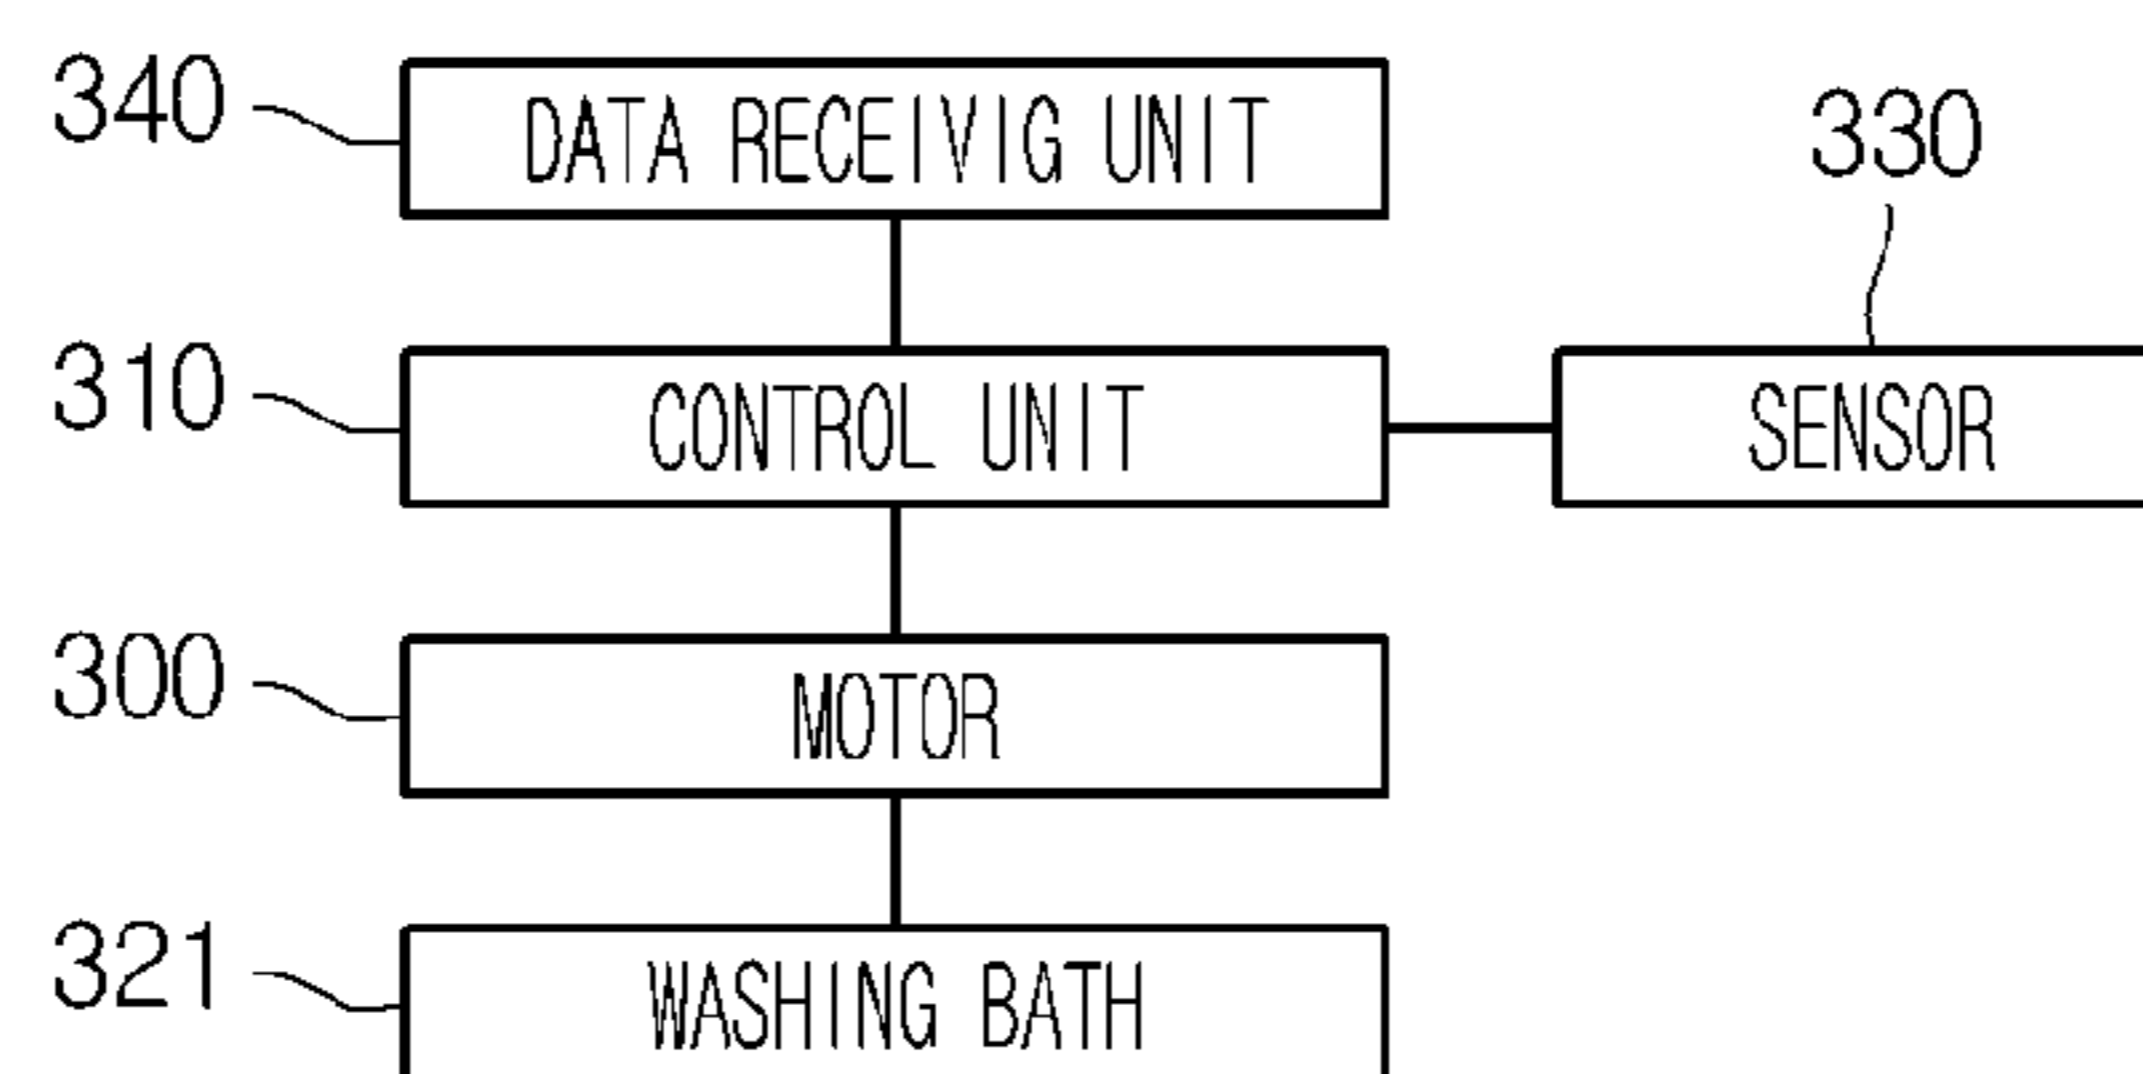 340 DATA RECEIVIG UNIT
330
310 CONTROL UNIT SENSOR
300 MOTOR
321 WASHING BATH